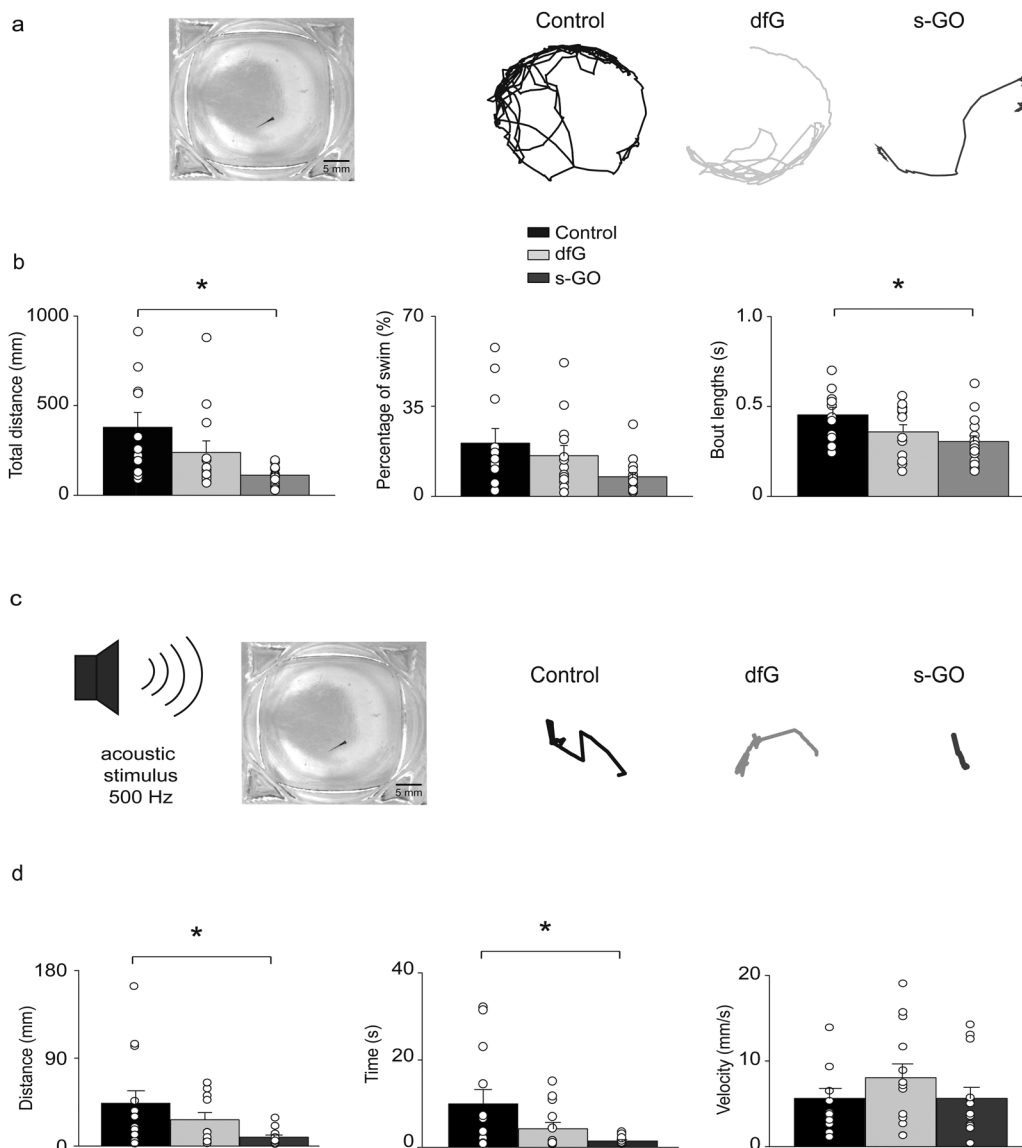 a
Control
dfG
s-GO
5 mm
Control
dfG
s-GO
b
*
1000
500
0
Total distance (mm)
70
35
0
Percentage of swim (%)
*
1.0
0.5
0
Bout lengths (s)
c
acoustic
stimulus
500 Hz
5 mm
Control
dfG
s-GO
d
*
180
90
0
Distance (mm)
*
40
20
0
Time (s)
20
10
0
Velocity (mm/s)